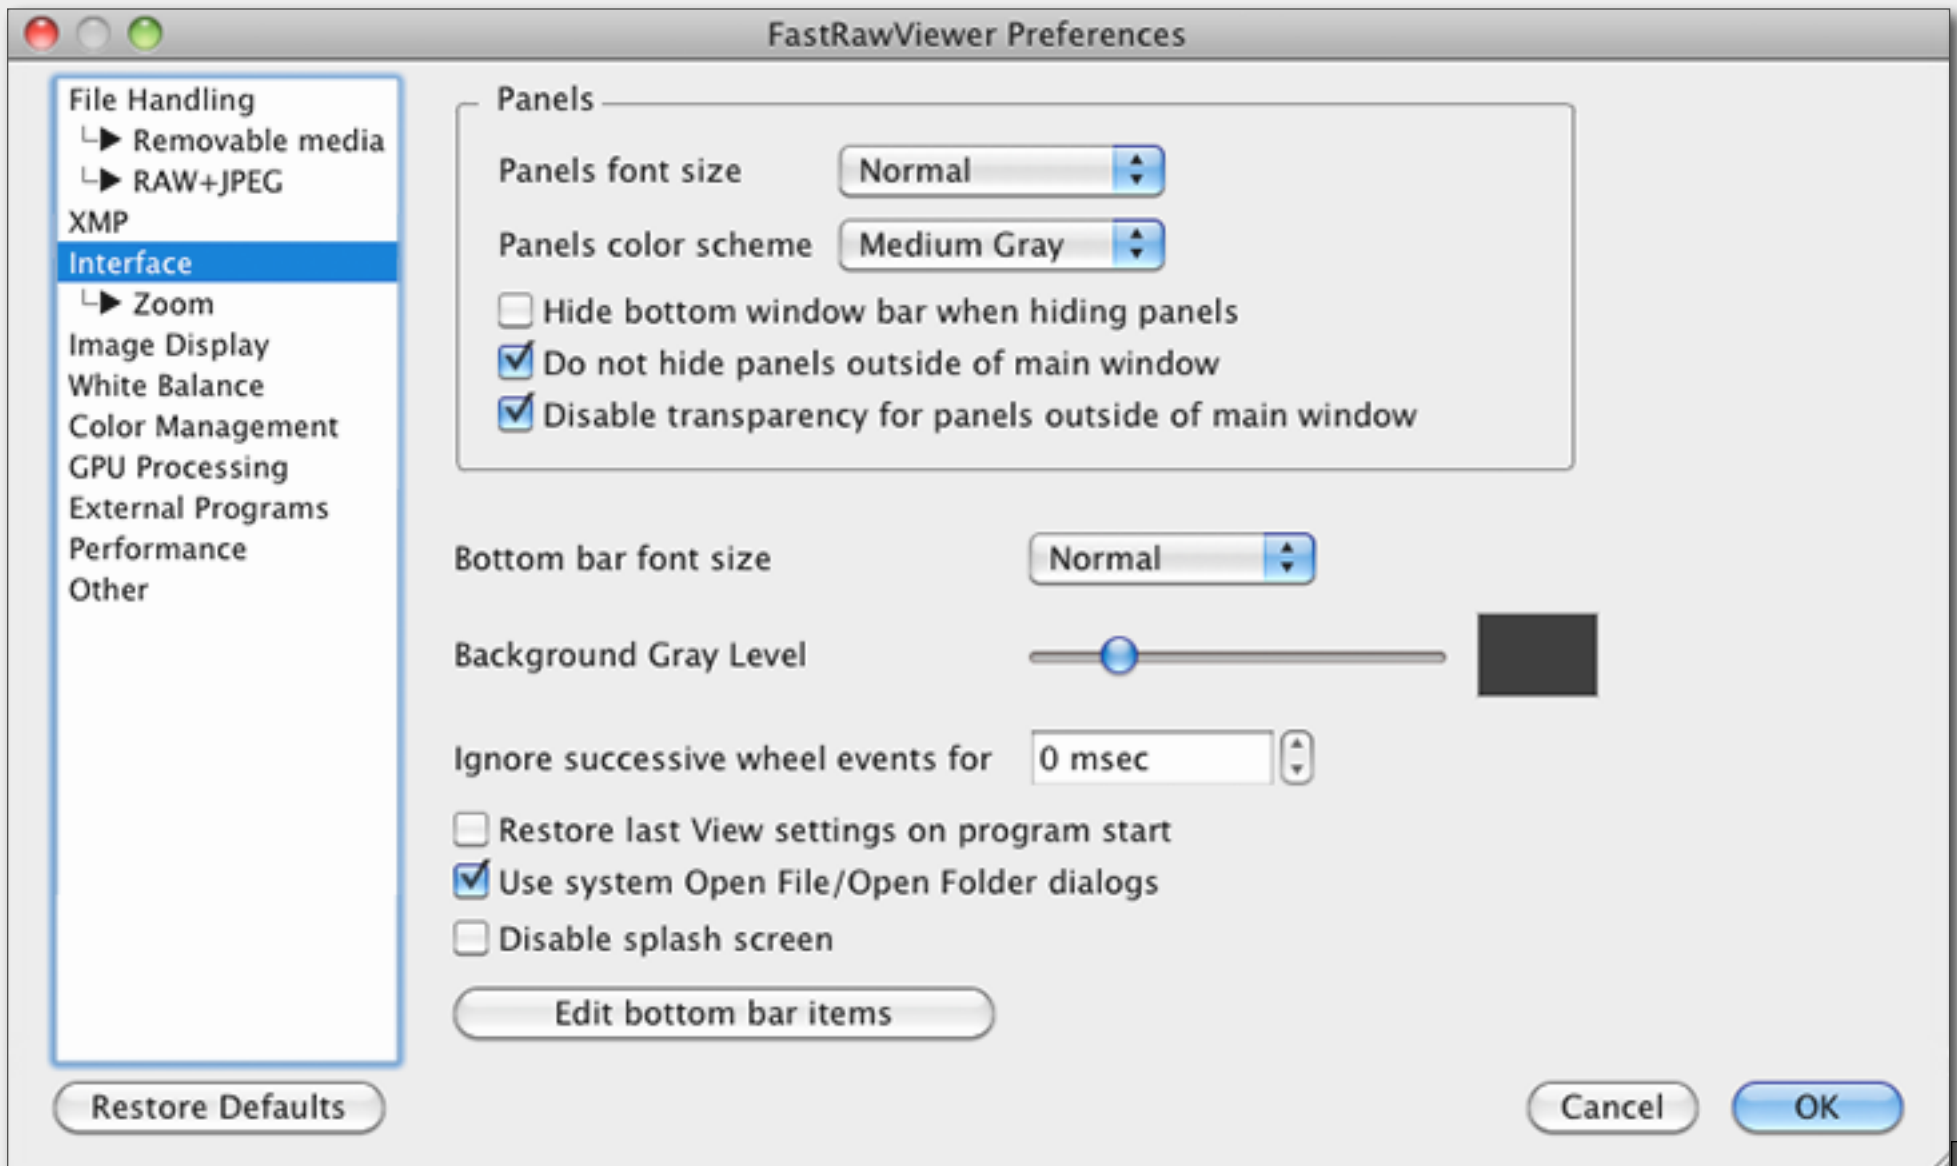 FastRawViewer Preferences
File Handling
Removable media
RAW+JPEG
XMP
Interface
Zoom
Image Display
White Balance
Color Management
GPU Processing
External Programs
Performance
Other
Restore Defaults
Panels
Panels font size Normal
Panels color scheme Medium Gray
Hide bottom window bar when hiding panels
Do not hide panels outside of main window
Disable transparency for panels outside of main window
Bottom bar font size Normal
Background Gray Level
Ignore successive wheel events for 0 msec
Restore last View settings on program start
Use system Open File/Open Folder dialogs
Disable splash screen
Edit bottom bar items
Cancel OK